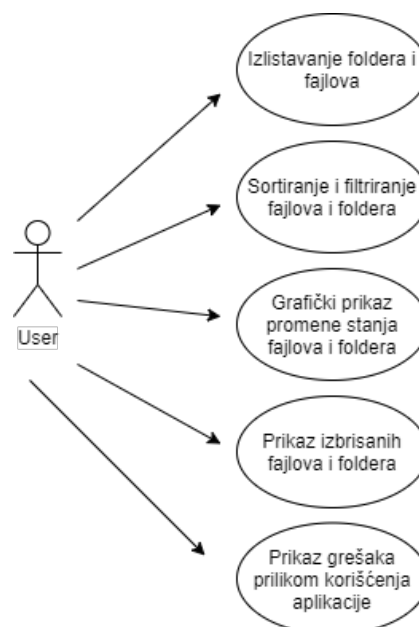 Izlistavanje foldera i
fajlova
Sortiranje i filtriranje
fajlova i foldera
Grafički prikaz
promene stanja
fajlova i foldera
User
Prikaz izbrisanih
fajlova i foldera
Prikaz grešaka
prilikom korišćenja
aplikacije